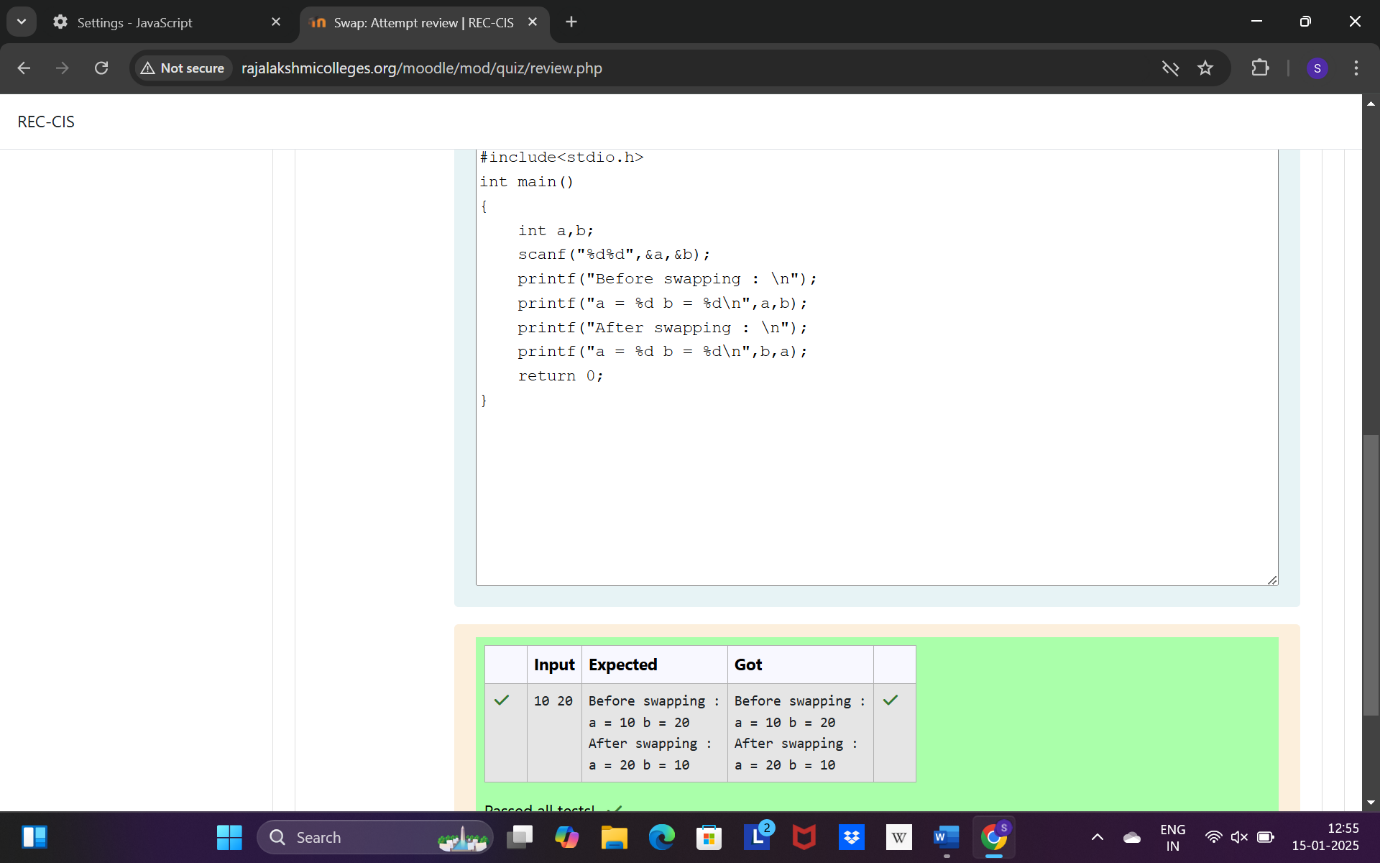 Settings - JavaScript
Swap: Attempt review | REC-CIS
Not secure
rajalakshmicolleges.org/moodle/mod/quiz/review.php
S
REC-CIS
#include<stdio.h>
int main()
{
    int a,b;
    scanf("%d%d",&a,&b);
    printf("Before swapping : \n");
    printf("a = %d b = %d\n",a,b);
    printf("After swapping : \n");
    printf("a = %d b = %d\n",b,a);
    return 0;
}
Input Expected Got
10 20 Before swapping : Before swapping :
a = 10 b = 20 a = 10 b = 20
After swapping : After swapping :
a = 20 b = 10 a = 20 b = 10
Passed all tests!
Search
L 2
W
W
S
ENG
IN
12:55
15-01-2025